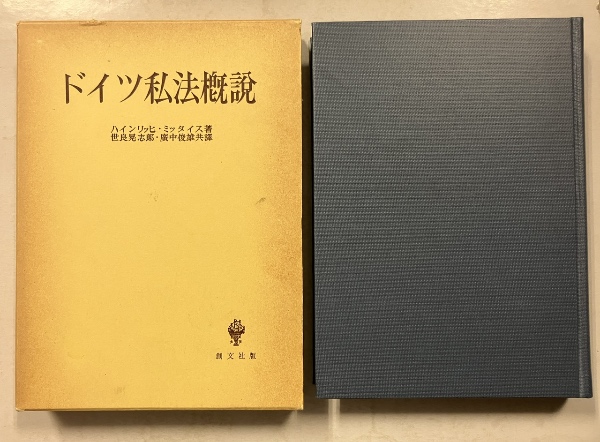 ドイツ私法概説
ハインリッヒ・ミッタイス著
世良晃志郎・廣中俊雄共譯
創文社版